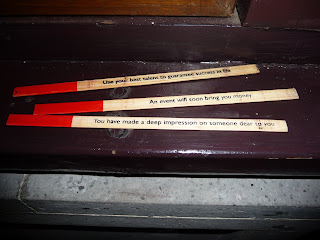 Use your best talent to guarantee success in life
An event will soon bring you money
You have made a deep impression on someone dear to you